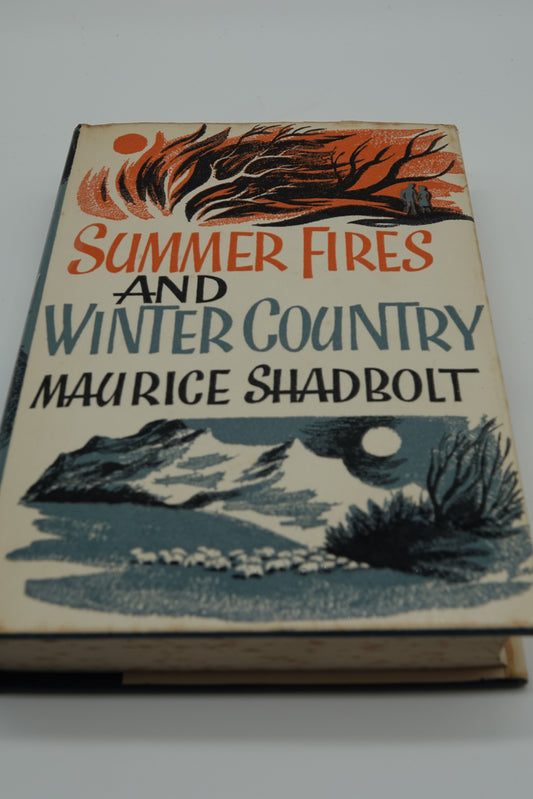 SUMMER FIRES
AND
WINTER COUNTRY
MAURICE SHADBOLT